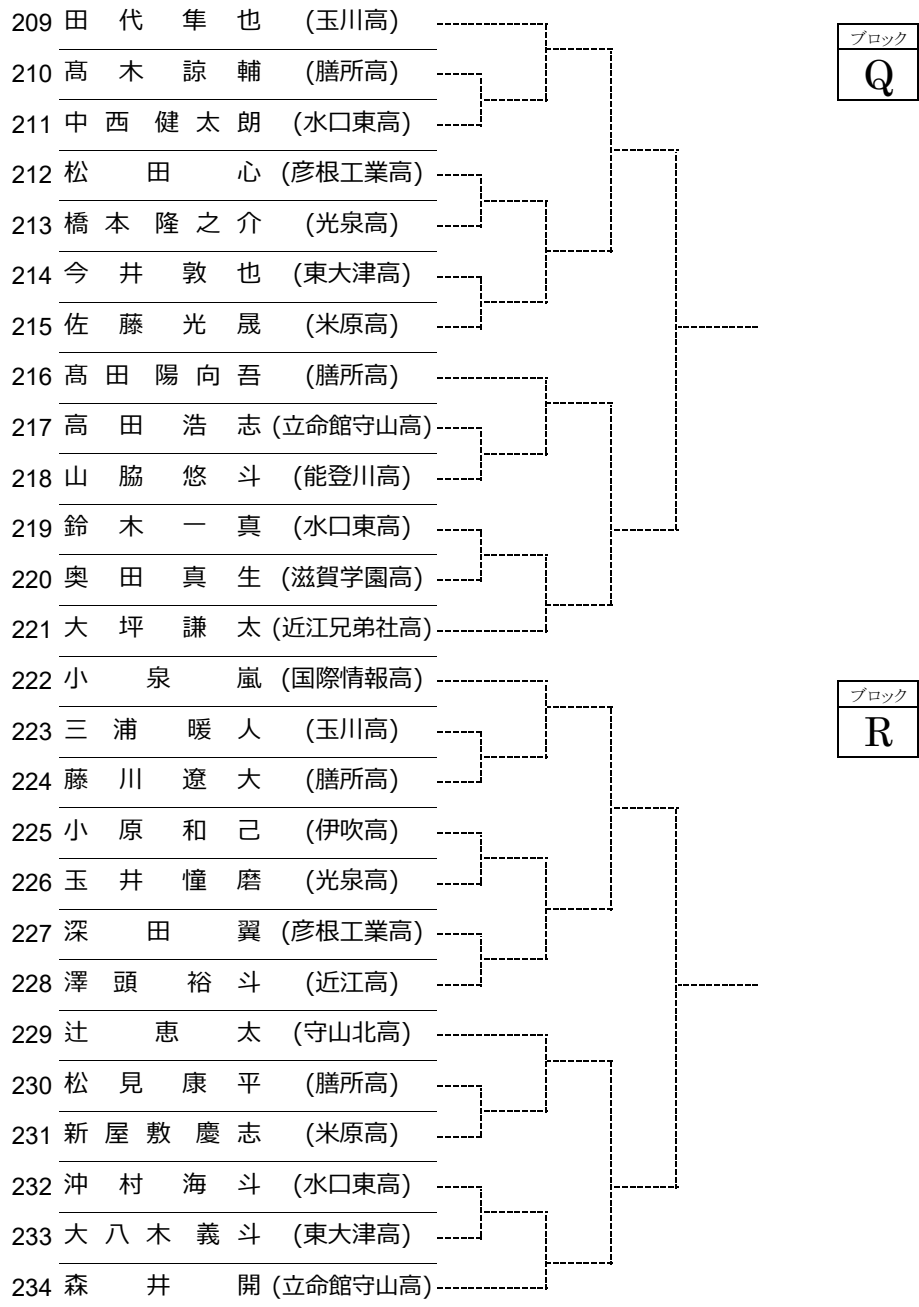 209 田代隼也 (玉川高)
ブロック
Q
210 髙木諒輔 (膳所高)
211 中西健太朗 (水口東高)
212 松田心 (彦根工業高)
213 橋本隆之介 (光泉高)
214 今井敦也 (東大津高)
215 佐藤光晟 (米原高)
216 髙田陽向吾 (膳所高)
217 高田浩志 (立命館守山高)
218 山脇悠斗 (能登川高)
219 鈴木一真 (水口東高)
220 奥田真生 (滋賀学園高)
221 大坪謙太 (近江兄弟社高)
222 小泉嵐 (国際情報高)
ブロック
R
223 三浦暖人 (玉川高)
224 藤川遼大 (膳所高)
225 小原和己 (伊吹高)
226 玉井憧磨 (光泉高)
227 深田翼 (彦根工業高)
228 澤頭裕斗 (近江高)
229 辻恵太 (守山北高)
230 松見康平 (膳所高)
231 新屋敷慶志 (米原高)
232 沖村海斗 (水口東高)
233 大八木義斗 (東大津高)
234 森井開 (立命館守山高)